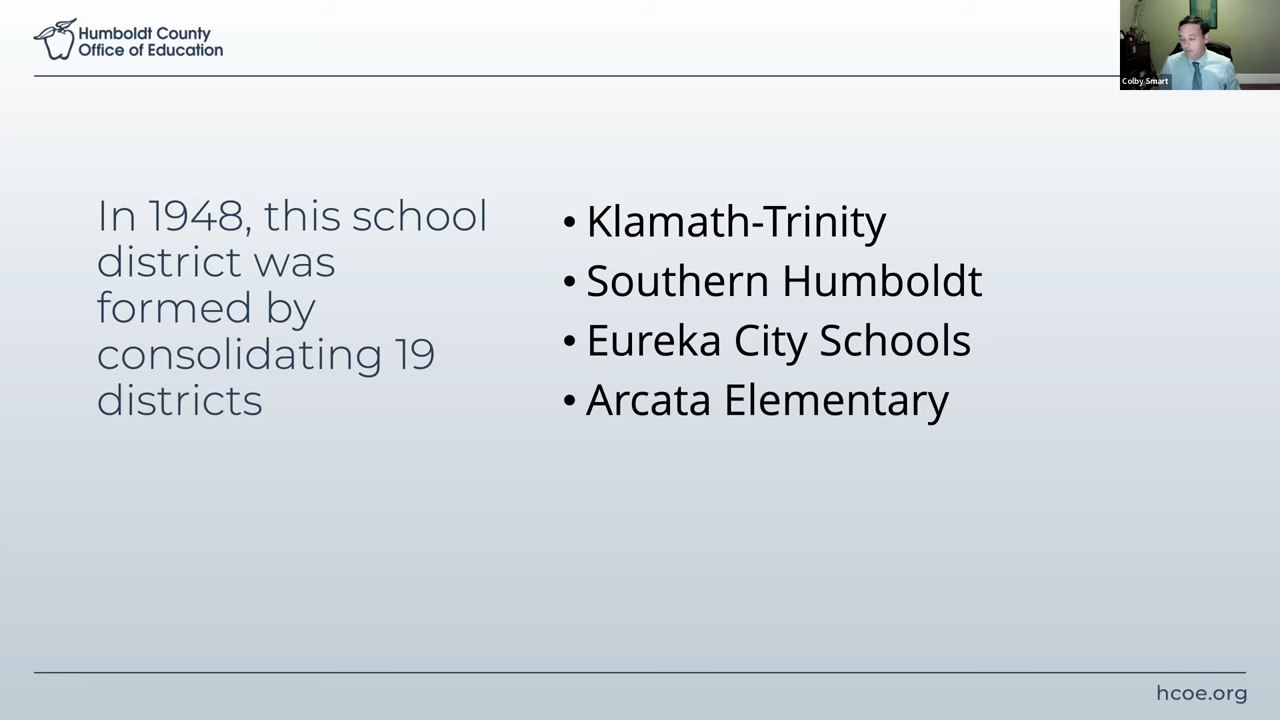 Humboldt County
Office of Education
Colby Smart
In 1948, this school
district was
formed by
consolidating 19
districts
• Klamath-Trinity
• Southern Humboldt
• Eureka City Schools
• Arcata Elementary
hcoe.org